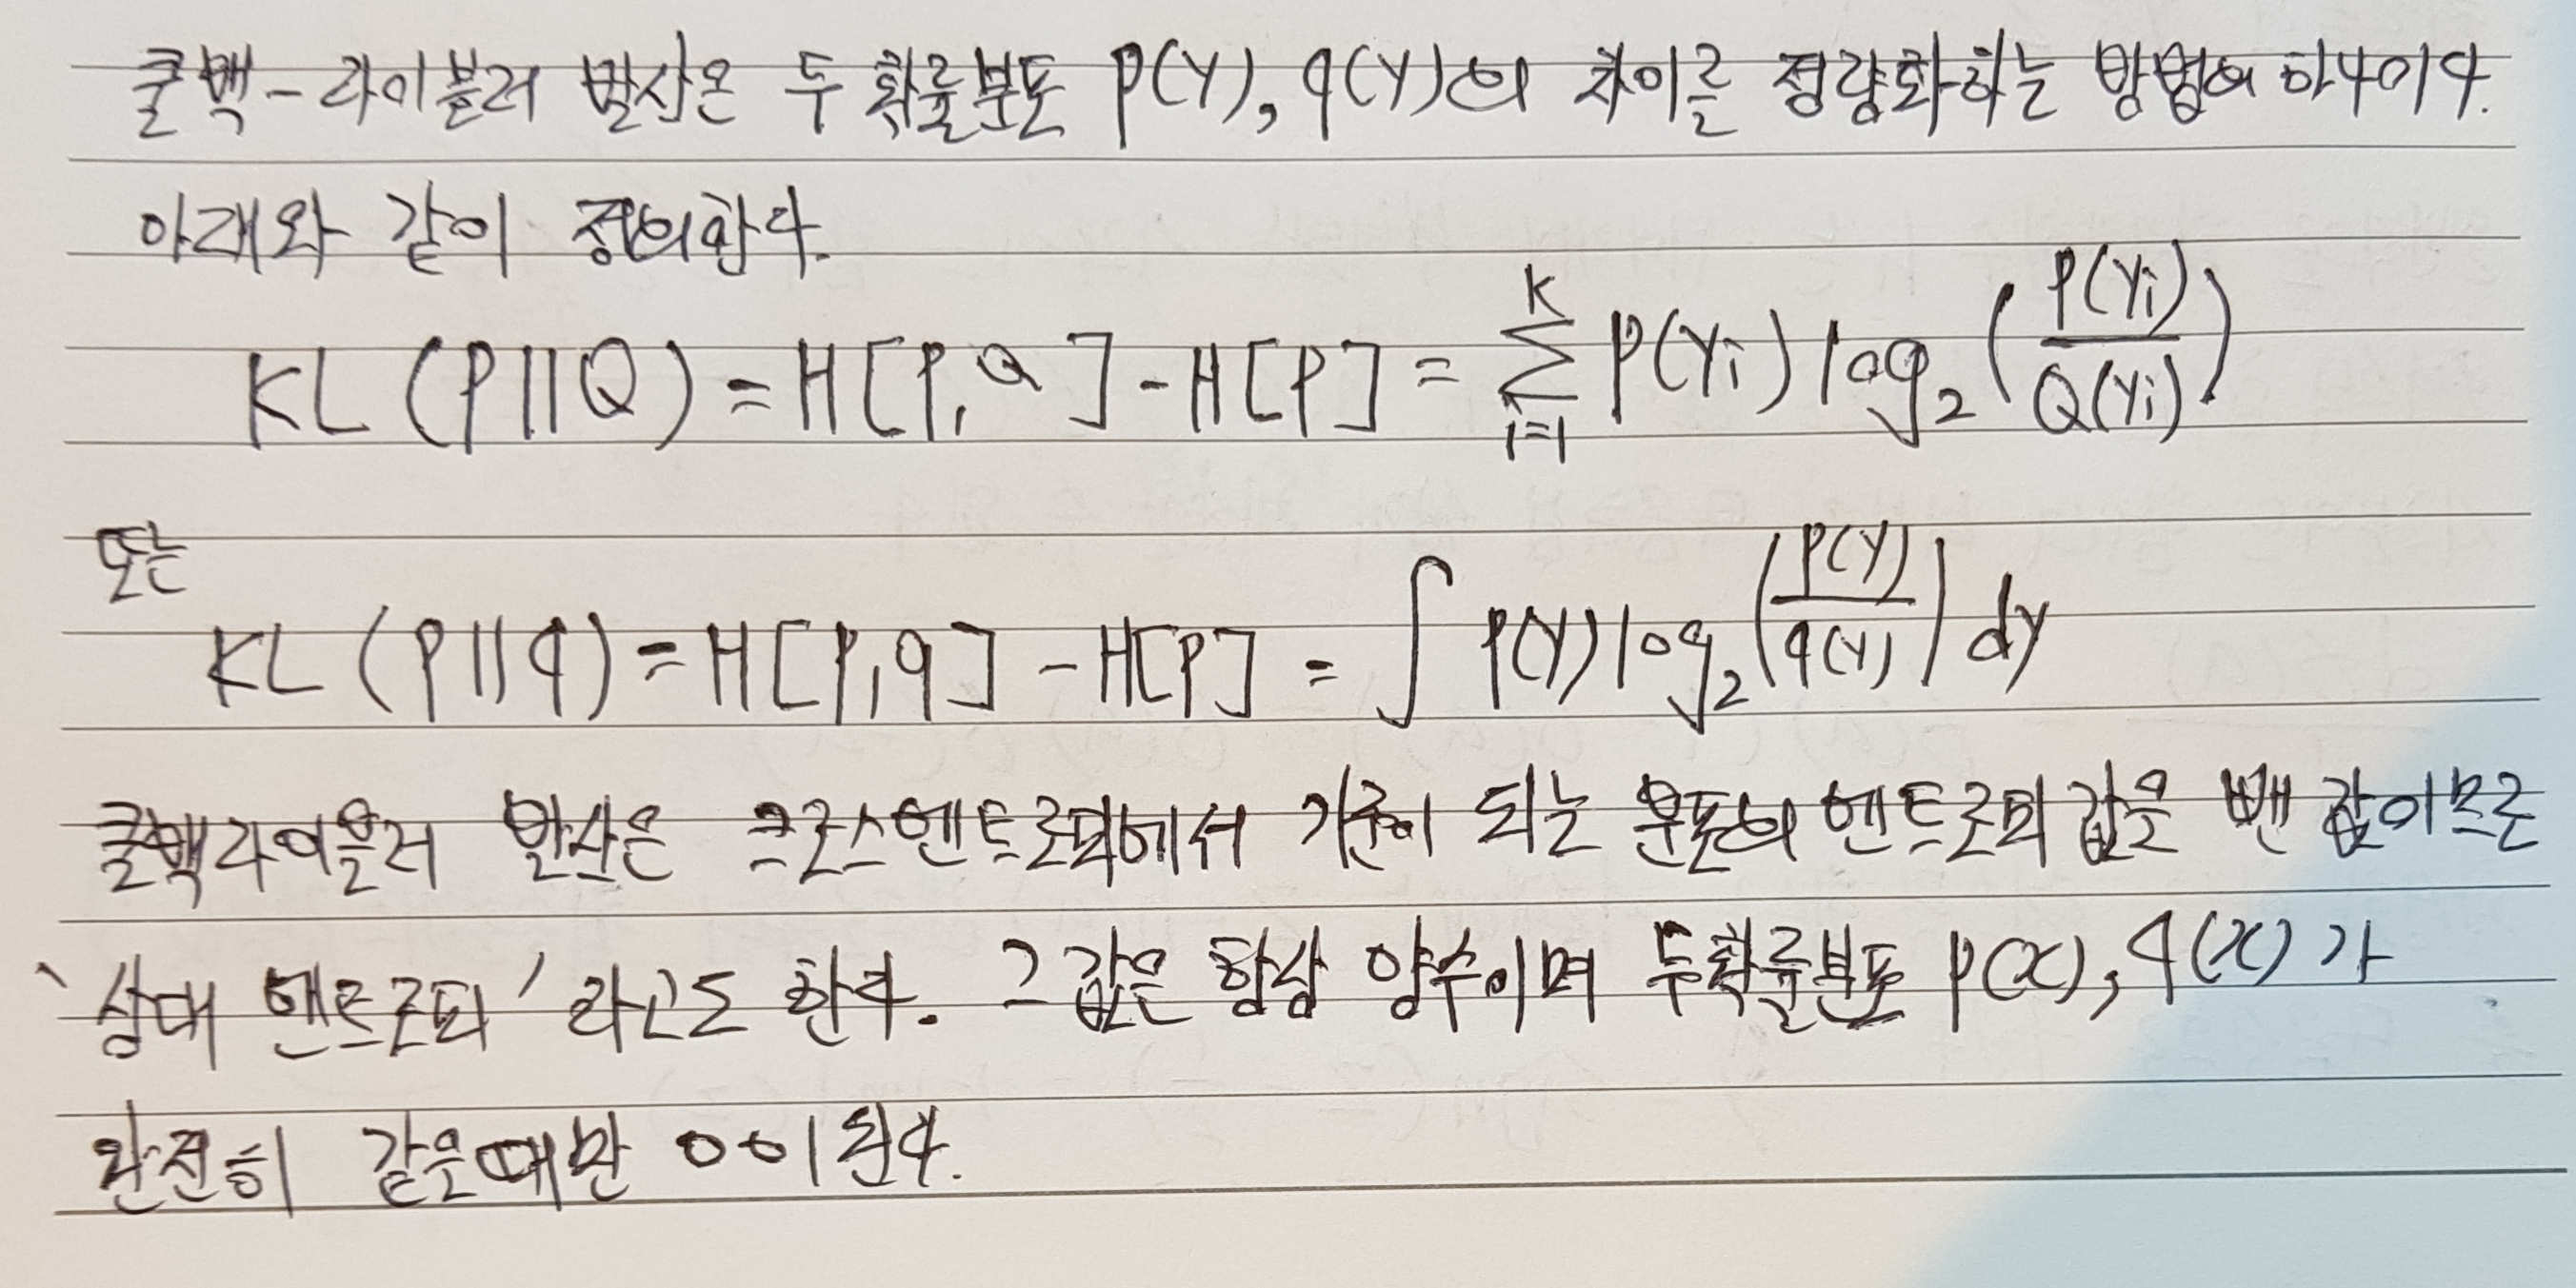 쿨백-라이블러 발산은 두 확률분포 p(y), q(y)의 차이를 정량화하는 방법의 하나이다.
아래와 같이 정의한다.
KL (P||Q) = H[P, Q] - H[P] = \sum_{i=1}^{K} P(y_i) log_2 ( \frac{P(y_i)}{Q(y_i)} )
또는
KL (p||q) = H[p, q] - H[p] = \int p(y) log_2 ( \frac{p(y)}{q(y)} ) dy
쿨백라이블러 발산은 크로스엔트로피에서 기준이 되는 분포의 엔트로피 값을 뺀 값이므로
'상대 엔트로피' 라고도 한다. 그 값은 항상 양수이며 두 확률분포 p(x), q(x)가
완전히 같을때만 0이 된다.